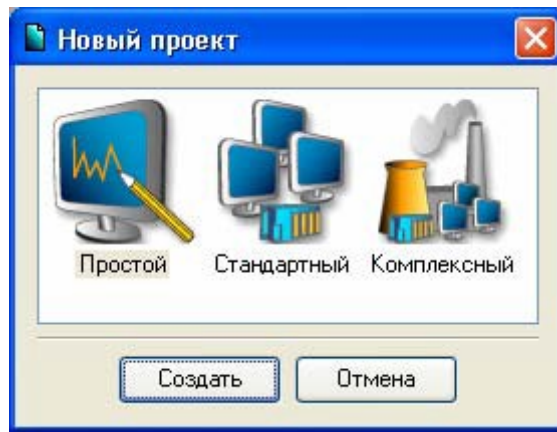 Новый проект
Простой Стандартный Комплексный
Создать Отмена